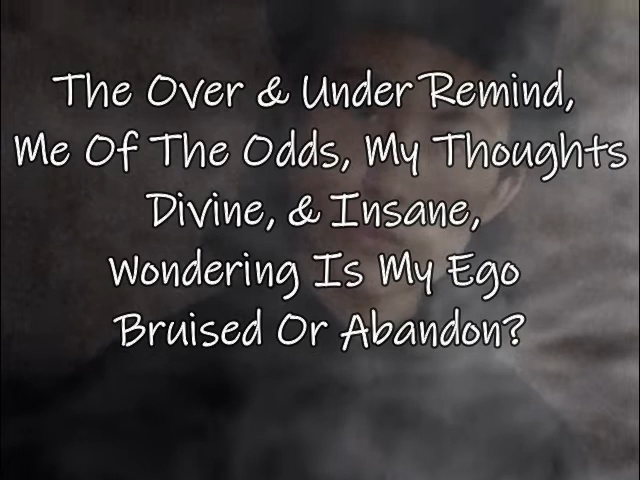 The Over & Under Remind,
Me Of The Odds, My Thoughts
Divine, & Insane,
Wondering Is My Ego
Bruised Or Abandon?